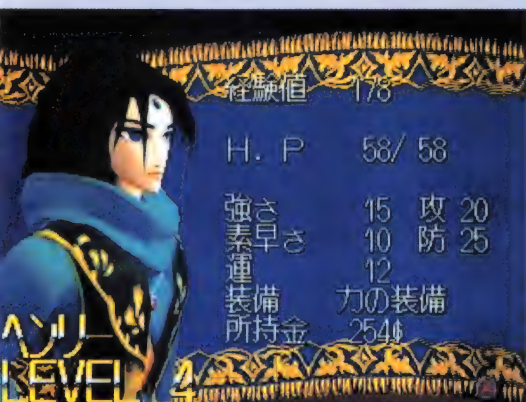 経験値 178
H. P 58/ 58
強さ 15 攻 20
素早さ 10 防 25
運 12
装備 力の装備
所持金 254¢
ヘンリー
LEVEL 4